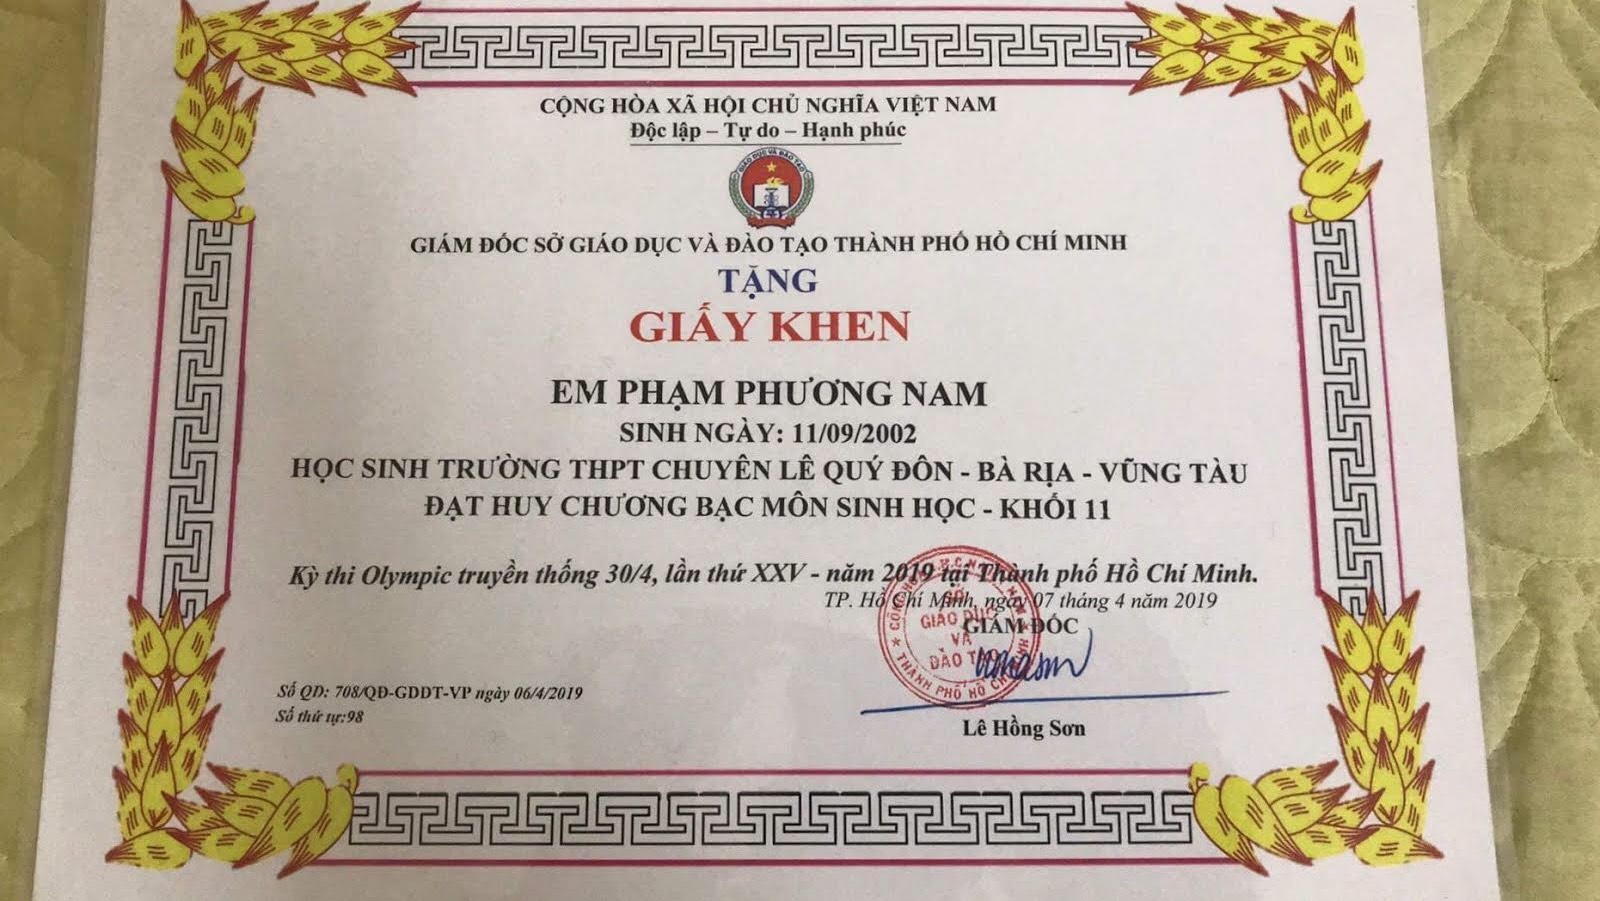 CỘNG HÒA XÃ HỘI CHỦ NGHĨA VIỆT NAM
Độc lập – Tự do – Hạnh phúc
GIÁO DỤC VÀ ĐÀO TẠO
GIÁM ĐỐC SỞ GIÁO DỤC VÀ ĐÀO TẠO THÀNH PHỐ HỒ CHÍ MINH
TẶNG
GIẤY KHEN
EM PHẠM PHƯƠNG NAM
SINH NGÀY: 11/09/2002
HỌC SINH TRƯỜNG THPT CHUYÊN LÊ QUÝ ĐÔN - BÀ RỊA - VŨNG TÀU
ĐẠT HUY CHƯƠNG BẠC MÔN SINH HỌC - KHỐI 11
Kỳ thi Olympic truyền thống 30/4, lần thứ XXV - năm 2019 tại Thành phố Hồ Chí Minh.
TP. Hồ Chí Minh, ngày 07 tháng 4 năm 2019
GIÁM ĐỐC
GIÁO DỤC
VÀ
ĐÀO TẠO
THÀNH PHỐ HỒ CHÍ MINH
Số QD: 708/QĐ-GDDT-VP ngày 06/4/2019
Số thứ tự:98
Lê Hồng Sơn